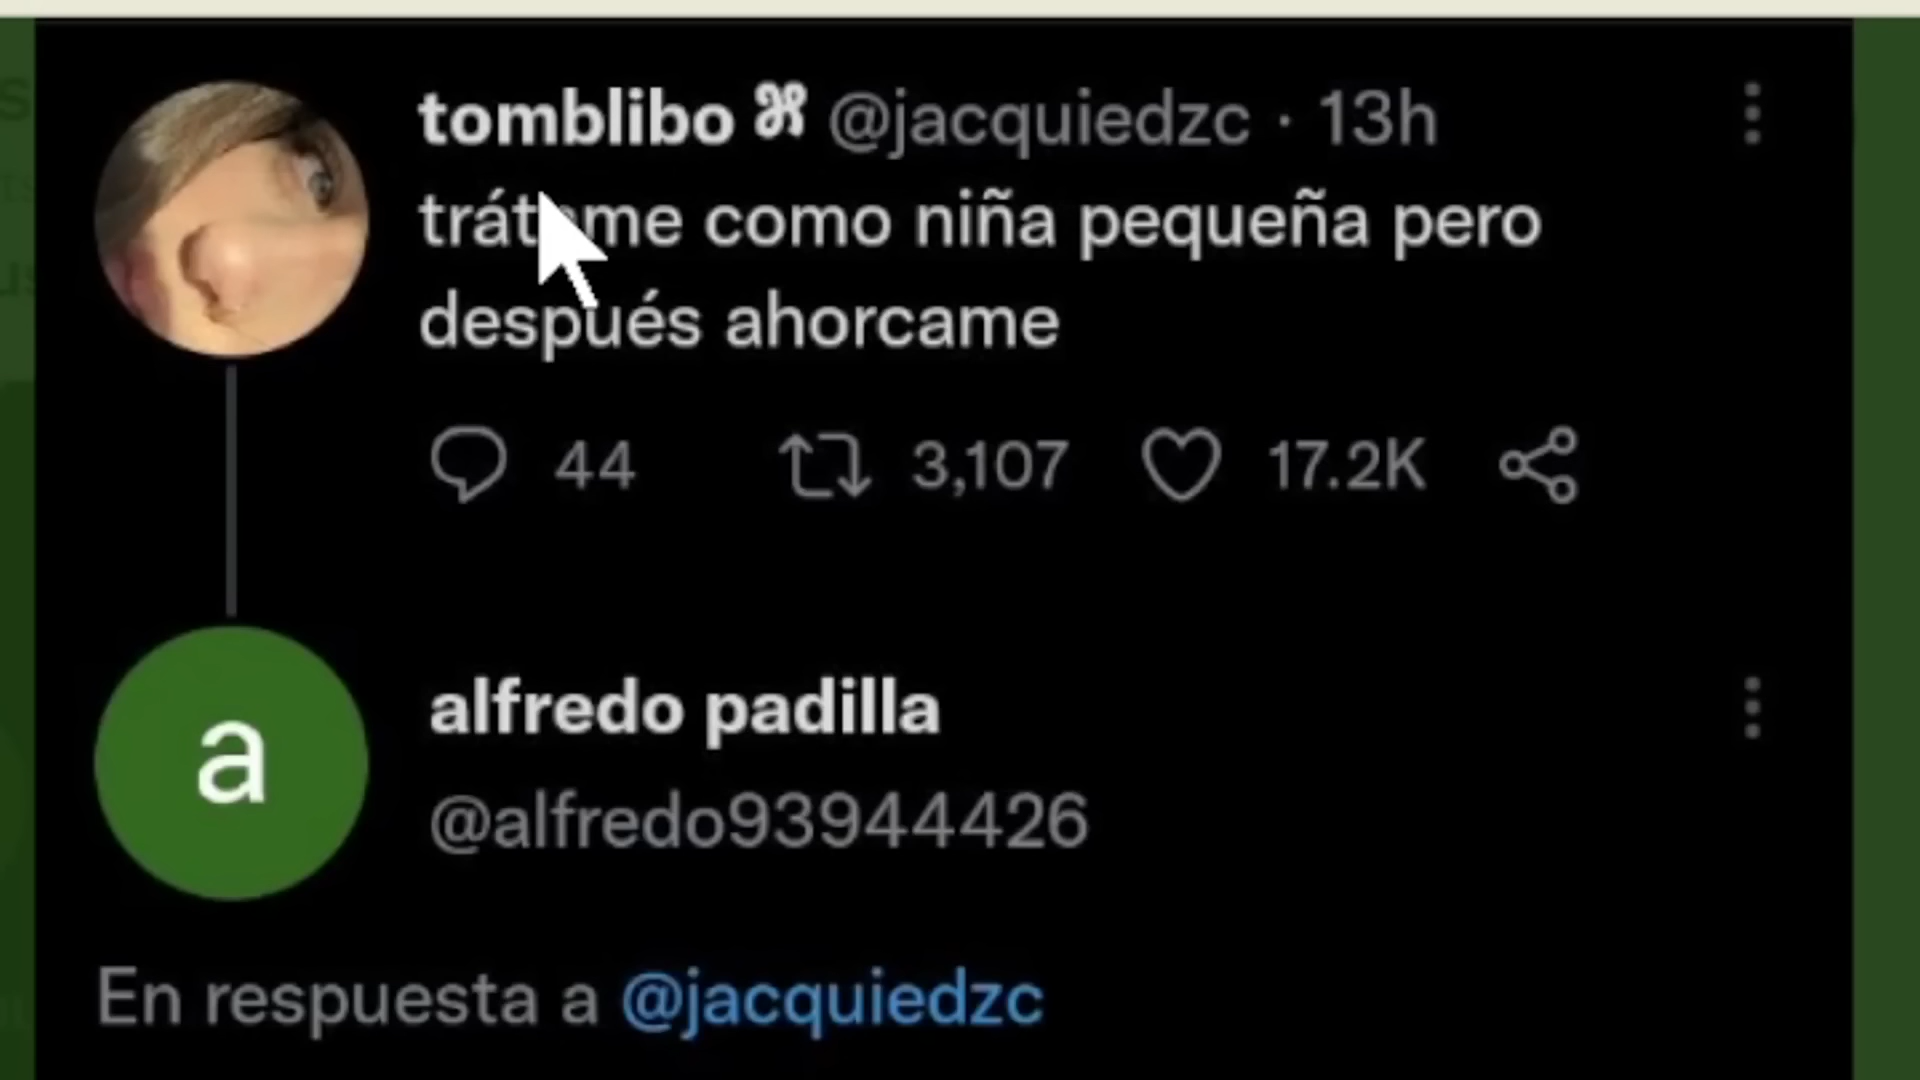 tomblibo @jacquiedzc · 13h
trátame como niña pequeña pero
después ahorcame
44 3,107 17.2K
a
alfredo padilla
@alfredo93944426
En respuesta a @jacquiedzc